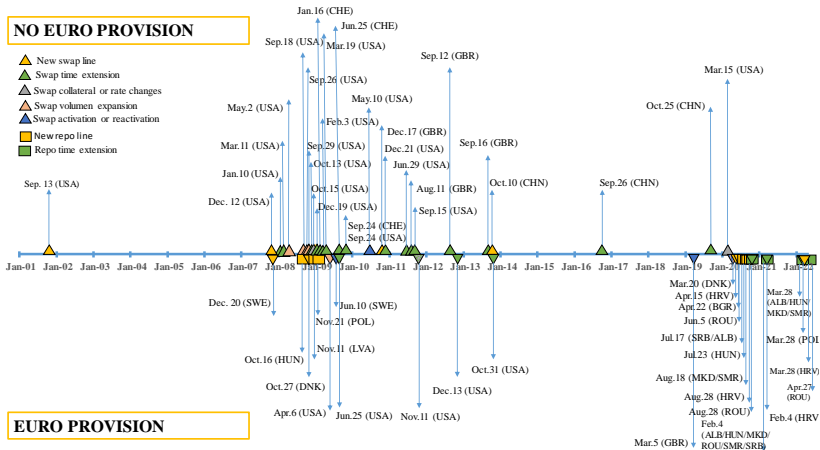 NO EURO PROVISION
New swap line
Swap time extension
Swap collateral or rate changes
Swap volumen expansion
Swap activation or reactivation
New repo line
Repo time extension
Jan.16 (CHE)
Jun.25 (CHE)
Sep.18 (USA)
Mar.19 (USA)
Sep.26 (USA)
May.2 (USA)
Feb.3 (USA)
Mar.11 (USA)
Sep.29 (USA)
Oct.13 (USA)
Jan.10 (USA)
Sep. 13 (USA)
Dec. 12 (USA)
Oct.15 (USA)
Dec.19 (USA)
Sep.24 (CHE)
Sep.24 (USA)
May.10 (USA)
Dec.17 (GBR)
Dec.21 (USA)
Jun.29 (USA)
Aug.11 (GBR)
Sep.15 (USA)
Sep.12 (GBR)
Sep.16 (GBR)
Oct.10 (CHN)
Sep.26 (CHN)
Oct.25 (CHN)
Mar.15 (USA)
Jan-01 Jan-02 Jan-03 Jan-04 Jan-05 Jan-06 Jan-07 Jan-08 Jan-09 Jan-10 Jan-11 Jan-12 Jan-13 Jan-14 Jan-15 Jan-16 Jan-17 Jan-18 Jan-19 Jan-20 Jan-21 Jan-22
Dec. 20 (SWE)
Jun.10 (SWE)
Nov.21 (POL)
Oct.16 (HUN)
Nov.11 (LVA)
Oct.27 (DNK)
Apr.6 (USA)
Jun.25 (USA)
Nov.11 (USA)
Dec.13 (USA)
Oct.31 (USA)
Mar.20 (DNK)
Apr.15 (HRV)
Apr.22 (BGR)
Jun.5 (ROU)
Jul.17 (SRB/ALB)
Jul.23 (HUN)
Aug.18 (MKD/SMR)
Aug.28 (HRV)
Aug.28 (ROU)
Feb.4
(ALB/HUN/MKD/
ROU/SMR/SRB)
Mar.5 (GBR)
Feb.4 (HRV)
Mar.28
(ALB/HUN/
MKD/SMR)
Mar.28 (POL)
Mar.28 (HRV)
Apr.27
(ROU)
EURO PROVISION